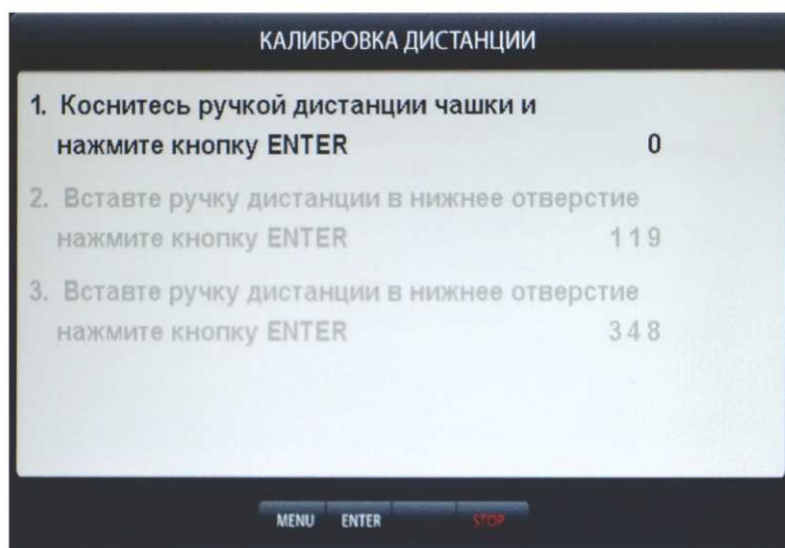 КАЛИБРОВКА ДИСТАНЦИИ
1. Коснитесь ручкой дистанции чашки и
нажмите кнопку ENTER 0
2. Вставте ручку дистанции в нижнее отверстие
нажмите кнопку ENTER 119
3. Вставте ручку дистанции в нижнее отверстие
нажмите кнопку ENTER 348
MENU ENTER STOP